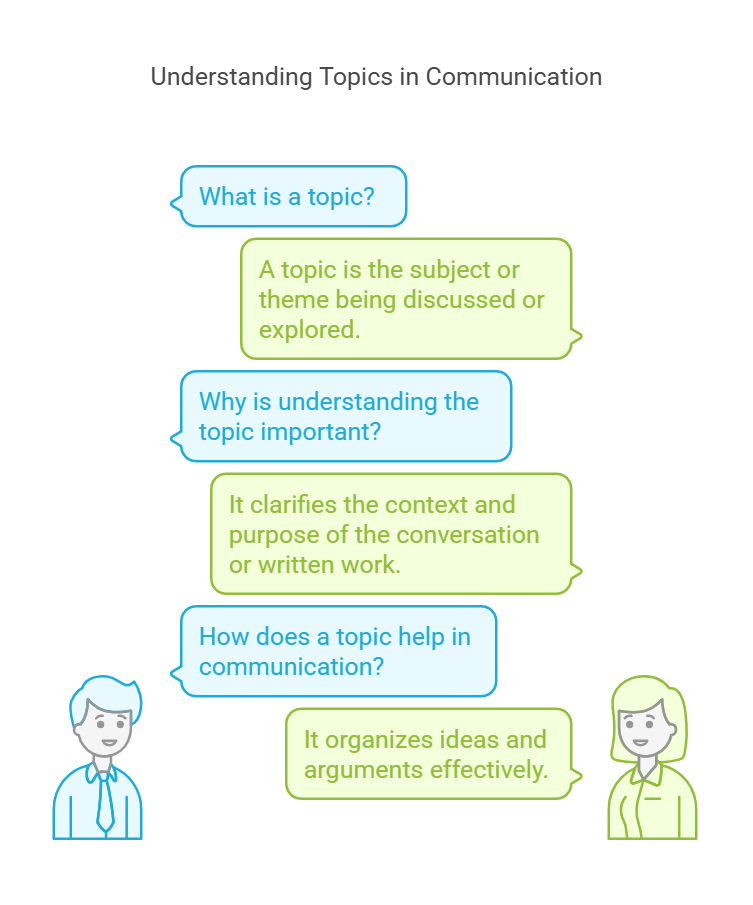 Understanding Topics in Communication
What is a topic?
A topic is the subject or
theme being discussed or
explored.
Why is understanding the
topic important?
It clarifies the context and
purpose of the conversation
or written work.
How does a topic help in
communication?
It organizes ideas and
arguments effectively.